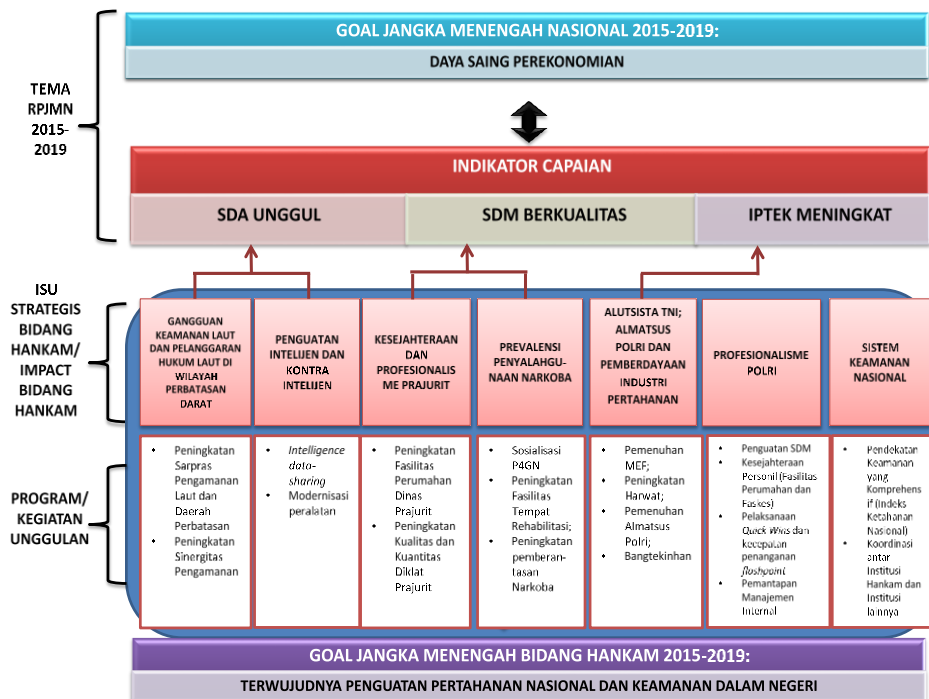 GOAL JANGKA MENENGAH NASIONAL 2015-2019:
DAYA SAING PEREKONOMIAN
TEMA
RPJMN
2015-
2019
INDIKATOR CAPAIAN
SDA UNGGUL
SDM BERKUALITAS
IPTEK MENINGKAT
ISU
STRATEGIS
BIDANG
HANKAM/
IMPACT
BIDANG
HANKAM
GANGGUAN
KEAMANAN LAUT
DAN PELANGGARAN
HUKUM LAUT DI
WILAYAH
PERBATASAN
DARAT
PENGUATAN
INTELIJEN DAN
KONTRA
INTELIJEN
KESEJAHTERAAN
DAN
PROFESIONALIS
ME PRAJURIT
PREVALENSI
PENYALAHGU-
NAAN NARKOBA
ALUTSISTA TNI;
ALMATSUS
POLRI DAN
PEMBERDAYAAN
INDUSTRI
PERTAHANAN
PROFESIONALISME
POLRI
SISTEM
KEAMANAN
NASIONAL
PROGRAM/
KEGIATAN
UNGGULAN
• Peningkatan
Sarpras
Pengamanan
Laut dan
Daerah
Perbatasan
• Peningkatan
Sinergitas
Pengamanan
• Intelligence
data-
sharing
• Modernisasi
peralatan
• Peningkatan
Fasilitas
Perumahan
Dinas
Prajurit
• Peningkatan
Kualitas dan
Kuantitas
Diklat
Prajurit
• Sosialisasi
P4GN
• Peningkatan
Fasilitas
Tempat
Rehabilitasi;
• Peningkatan
pemberan-
tasan
Narkoba
• Pemenuhan
MEF;
• Peningkatan
Harwat;
• Pemenuhan
Almatsus
Polri;
• Bangtekinhan
• Penguatan SDM
• Kesejahteraan
Personil (Fasilitas
Perumahan dan
Faskes)
• Pelaksanaan
Quick Wins dan
kecepatan
penanganan
flashpoint
• Pemantapan
Manajemen
Internal
• Pendekatan
Keamanan
yang
Komprehens
if (Indeks
Ketahanan
Nasional)
• Koordinasi
antar
Institusi
Hankam dan
Institusi
lainnya
GOAL JANGKA MENENGAH BIDANG HANKAM 2015-2019:
TERWUJUDNYA PENGUATAN PERTAHANAN NASIONAL DAN KEAMANAN DALAM NEGERI